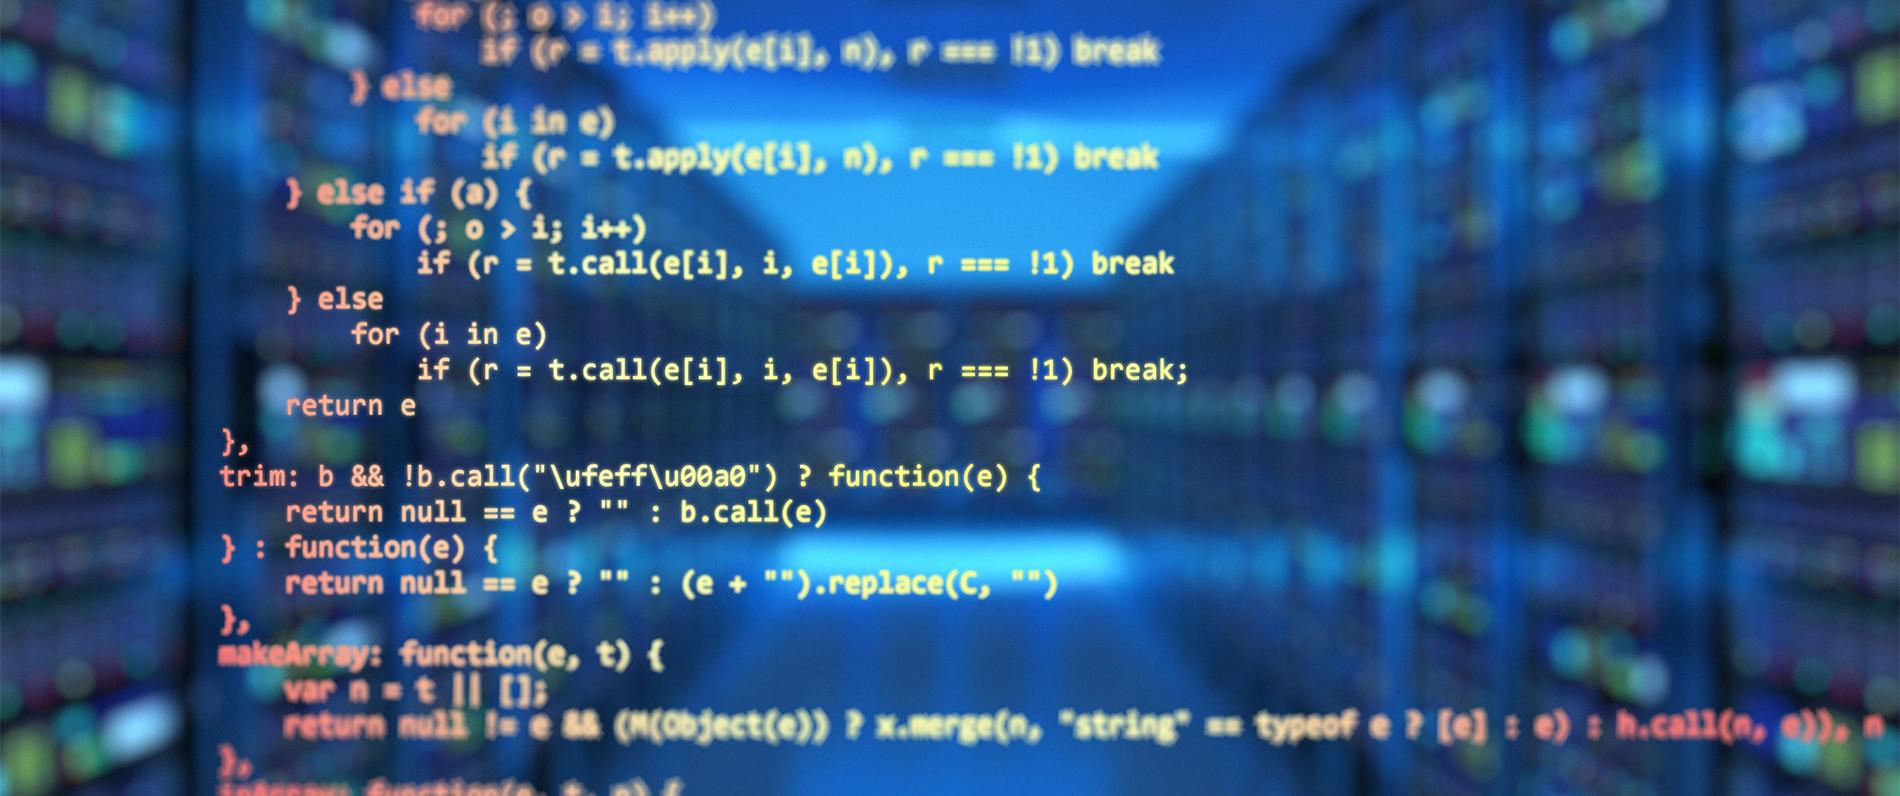 for (; o > i; i++)
if (r = t.apply(e[i], n), r === !1) break
} else
for (i in e)
if (r = t.apply(e[i], n), r === !1) break
} else if (a) {
for (; o > i; i++)
if (r = t.call(e[i], i, e[i]), r === !1) break
} else
for (i in e)
if (r = t.call(e[i], i, e[i]), r === !1) break;
return e
},
trim: b && !b.call("\ufeff\u00a0") ? function(e) {
return null == e ? "" : b.call(e)
} : function(e) {
return null == e ? "" : (e + "").replace(C, "")
},
makeArray: function(e, t) {
var n = t || [];
return null != e && (M(Object(e)) ? x.merge(n, "string" == typeof e ? [e] : e) : h.call(n, e)), n
},
inArray: function(e, t, n) {